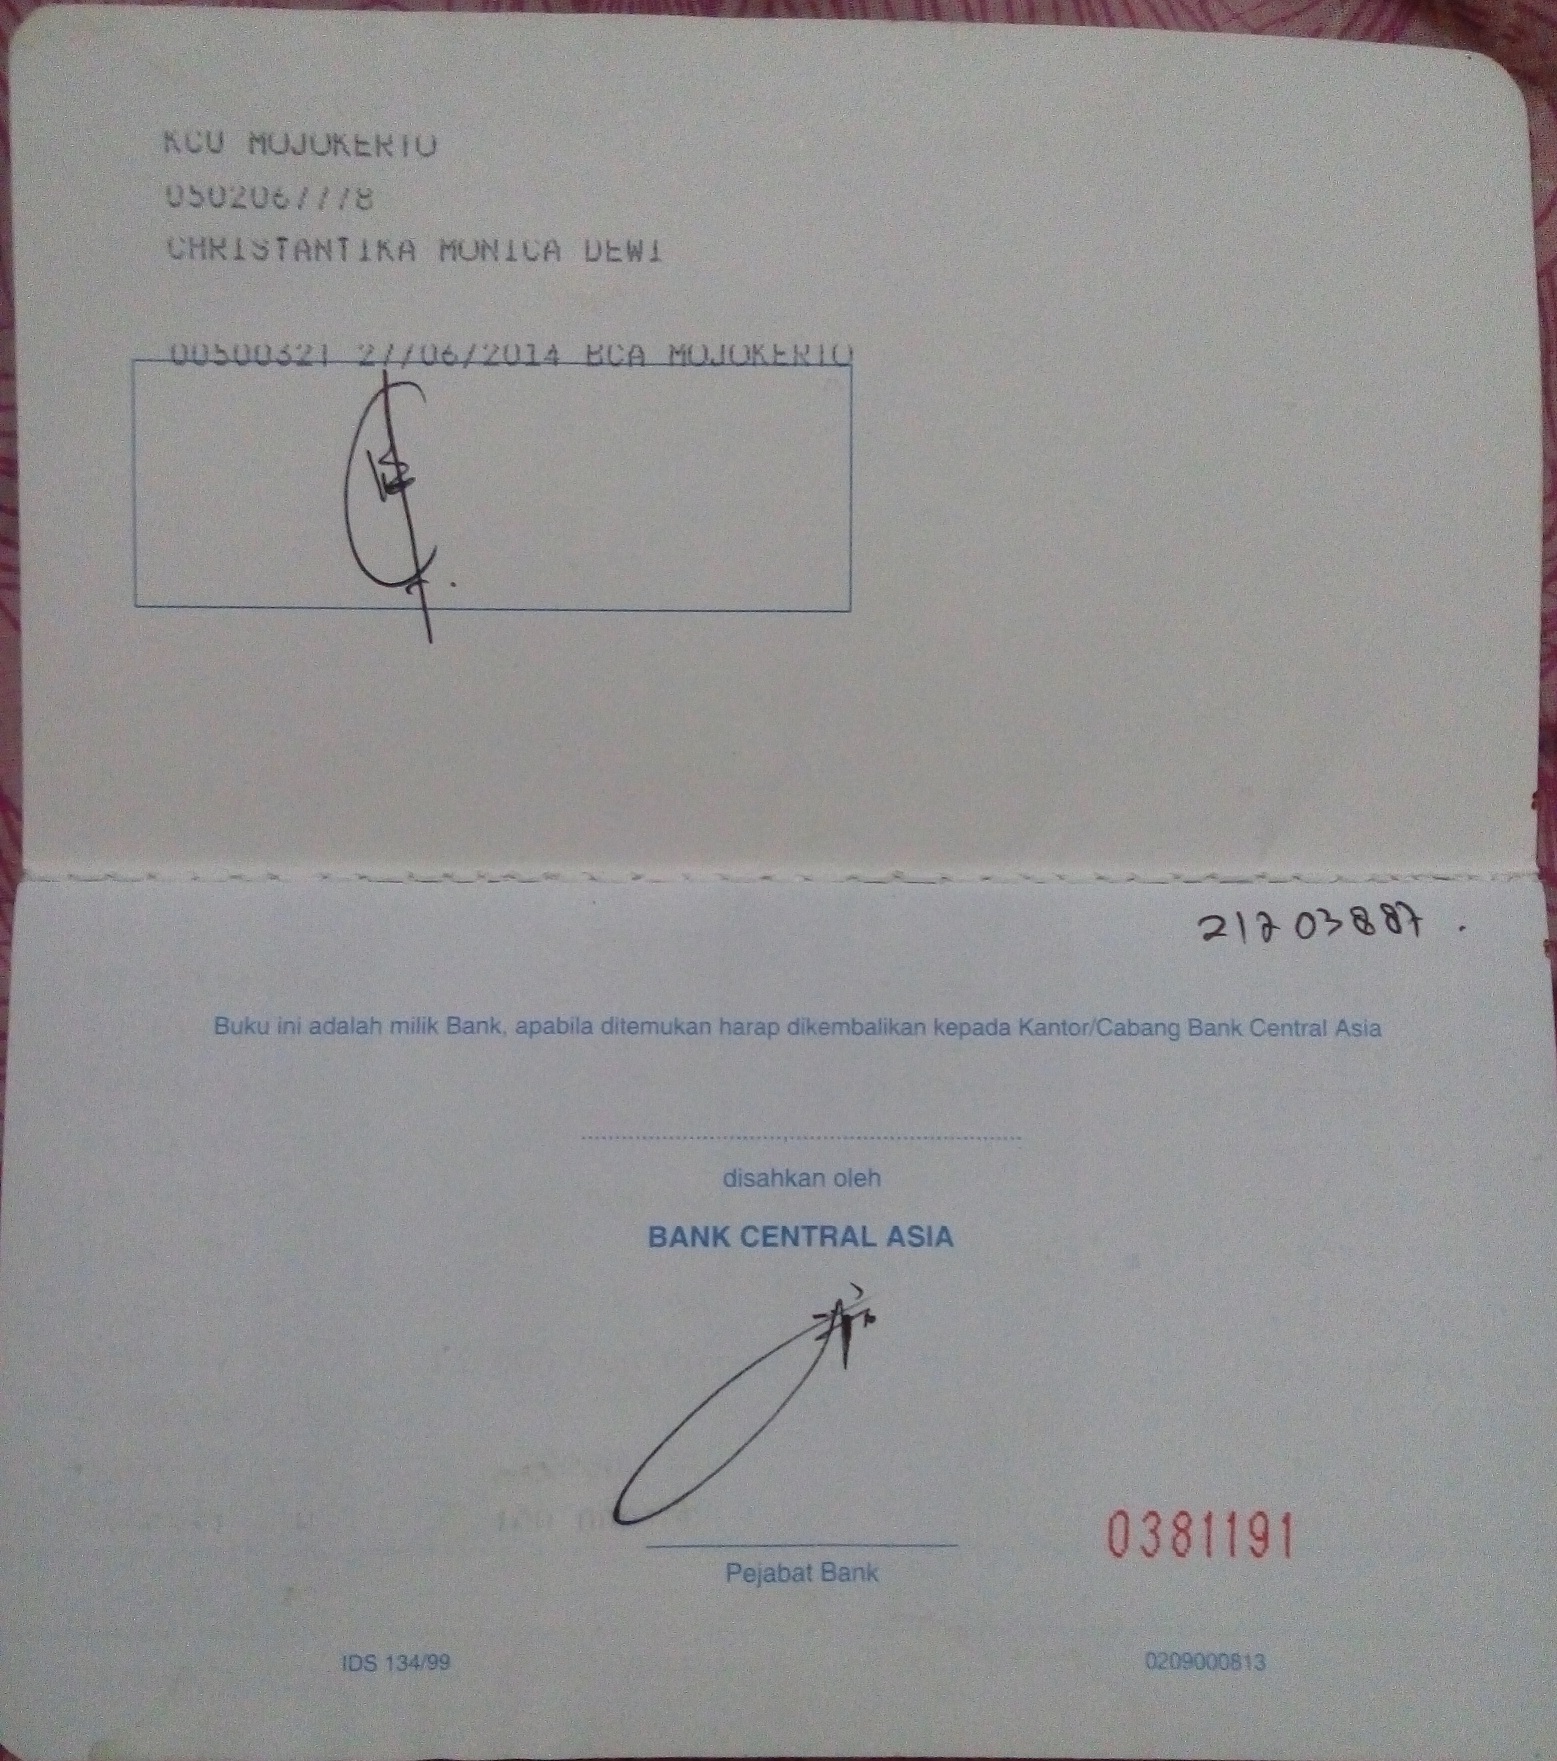 KCU MOJOKERTO
0502067778
CHRISTANTIKA MONICA DEWI
00500321 27/06/2014 BCA MOJOKERTO
21203887.
Buku ini adalah milik Bank, apabila ditemukan harap dikembalikan kepada Kantor/Cabang Bank Central Asia
disahkan oleh
BANK CENTRAL ASIA
0381191
Pejabat Bank
IDS 134/99
0209000813